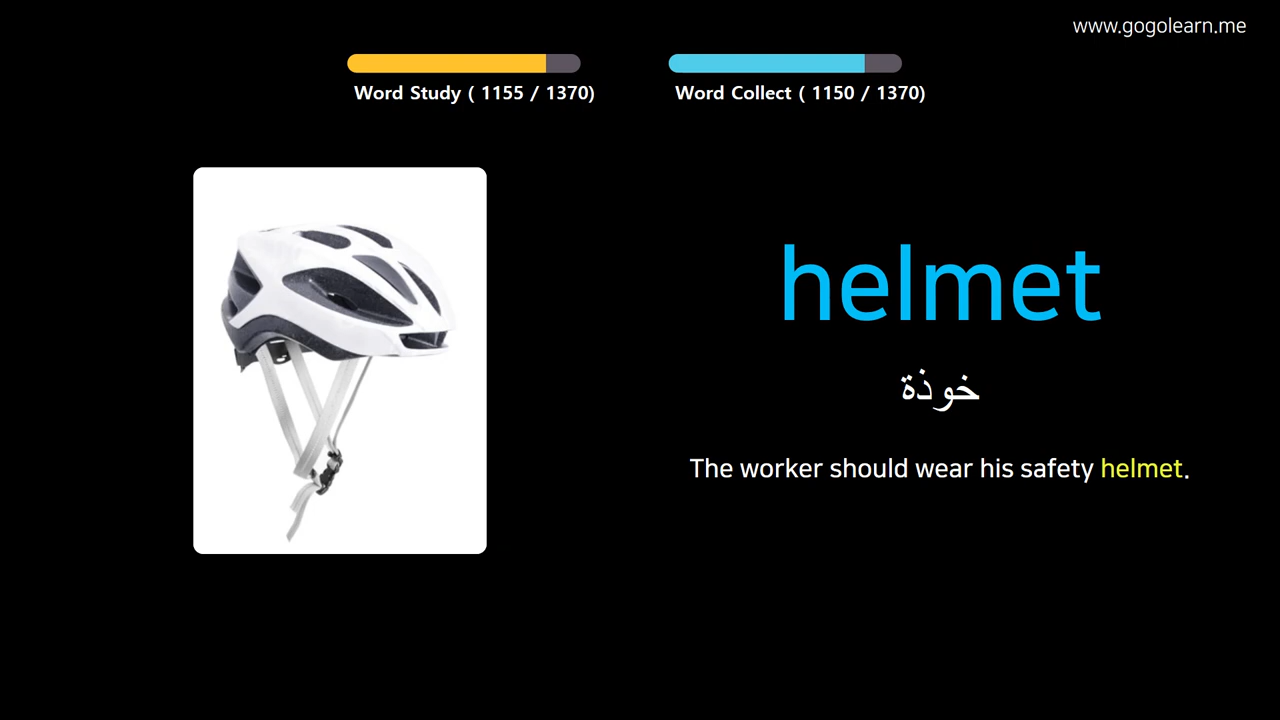 www.gogolearn.me
Word Study ( 1155 / 1370)
Word Collect ( 1150 / 1370)
helmet
خوذة
The worker should wear his safety helmet.